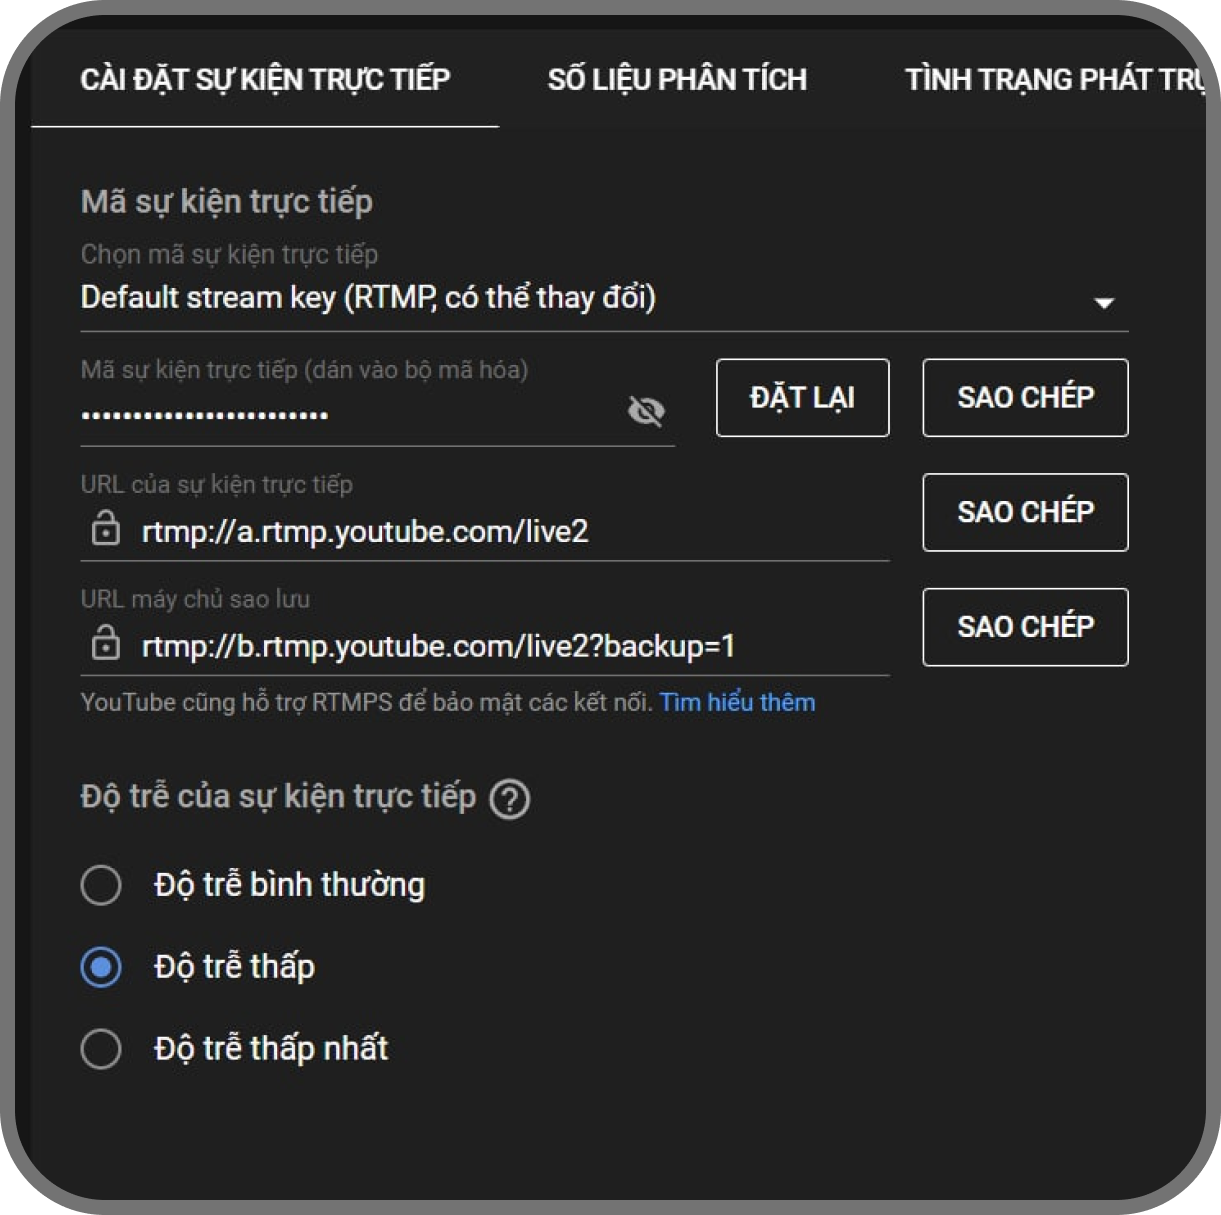 CÀI ĐẶT SỰ KIỆN TRỰC TIẾP SỐ LIỆU PHÂN TÍCH TÌNH TRẠNG PHÁT
Mã sự kiện trực tiếp
Chọn mã sự kiện trực tiếp
Default stream key (RTMP, có thể thay đổi)
Mã sự kiện trực tiếp (dán vào bộ mã hóa)
•••••••••••••••••••••••• ĐẶT LẠI SAO CHÉP
URL của sự kiện trực tiếp
rtmp://a.rtmp.youtube.com/live2 SAO CHÉP
URL máy chủ sao lưu
rtmp://b.rtmp.youtube.com/live2?backup=1 SAO CHÉP
YouTube cũng hỗ trợ RTMPS để bảo mật các kết nối. Tìm hiểu thêm
Độ trễ của sự kiện trực tiếp
Độ trễ bình thường
Độ trễ thấp
Độ trễ thấp nhất